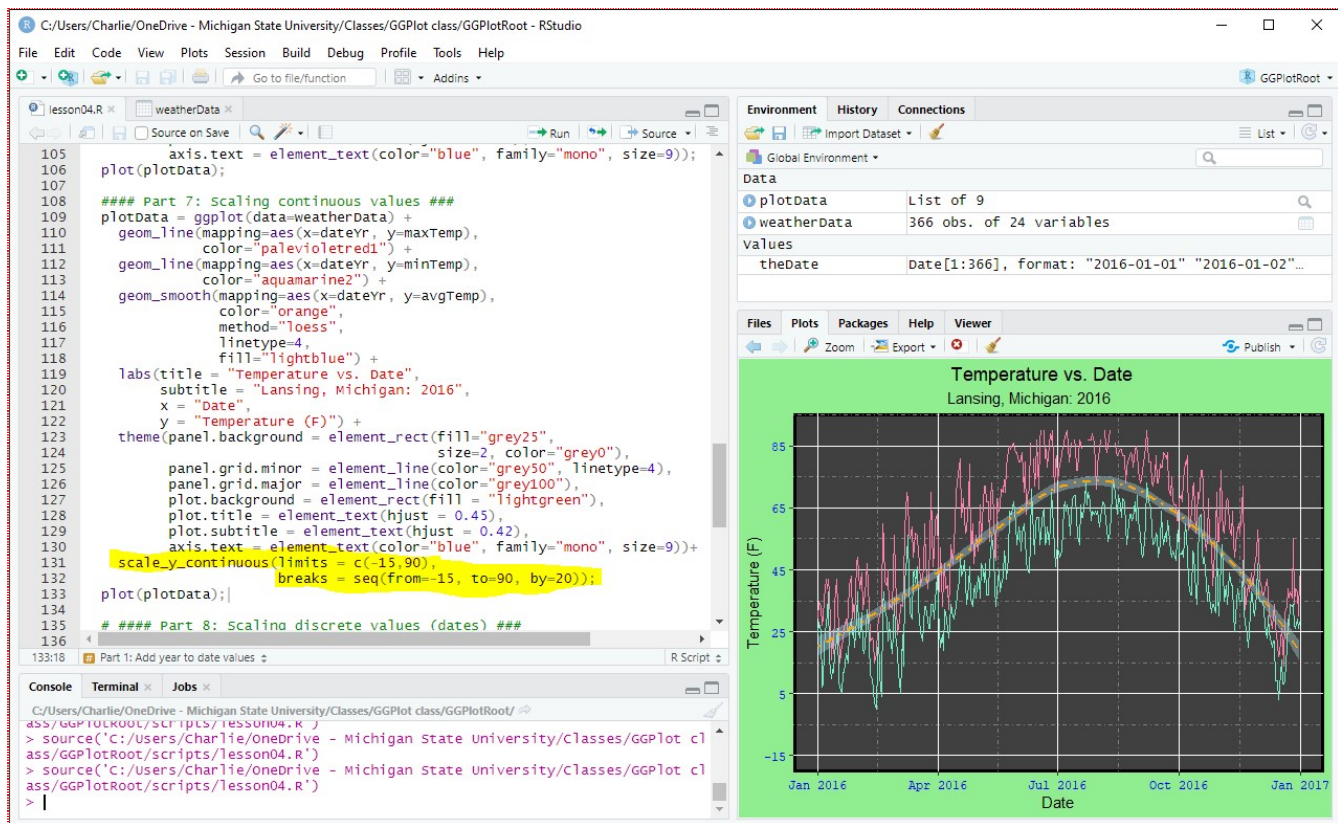 C:/Users/Charlie/OneDrive - Michigan State University/Classes/GGPlot class/GGPlotRoot - RStudio
File Edit Code View Plots Session Build Debug Profile Tools Help
Go to file/function Addins GGPlotRoot
lesson04.R weatherData
Source on Save Run Source
105 axis.text = element_text(color="blue", family="mono", size=9));
106 plot(plotData);
107
108 #### Part 7: Scaling continuous values ###
109 plotData = ggplot(data=weatherData) +
110 geom_line(mapping=aes(x=dateYr, y=maxTemp),
111 color="palevioletred1") +
112 geom_line(mapping=aes(x=dateYr, y=minTemp),
113 color="aquamarine2") +
114 geom_smooth(mapping=aes(x=dateYr, y=avgTemp),
115 color="orange",
116 method="loess",
117 linetype=4,
118 fill="lightblue") +
119 labs(title = "Temperature vs. Date",
120 subtitle = "Lansing, Michigan: 2016",
121 x = "Date",
122 y = "Temperature (F)") +
123 theme(panel.background = element_rect(fill="grey25",
124 size=2, color="grey0"),
125 panel.grid.minor = element_line(color="grey50", linetype=4),
126 panel.grid.major = element_line(color="grey100"),
127 plot.background = element_rect(fill = "lightgreen"),
128 plot.title = element_text(hjust = 0.45),
129 plot.subtitle = element_text(hjust = 0.42),
130 axis.text = element_text(color="blue", family="mono", size=9))+
131 scale_y_continuous(limits = c(-15,90),
132 breaks = seq(from=-15, to=90, by=20));
133 plot(plotData);
134
135 # #### Part 8: Scaling discrete values (dates) ###
136
133:18 Part 1: Add year to date values R Script
Console Terminal Jobs
C:/Users/Charlie/OneDrive - Michigan State University/Classes/GGPlot class/GGPlotRoot/
ass/GGPlotRoot/scripts/lesson04.R')
> source('C:/Users/Charlie/OneDrive - Michigan State University/Classes/GGPlot cl
ass/GGPlotRoot/scripts/lesson04.R')
> source('C:/Users/Charlie/OneDrive - Michigan State University/Classes/GGPlot cl
ass/GGPlotRoot/scripts/lesson04.R')
>
Environment History Connections
Import Dataset List
Global Environment
Data
plotData List of 9
weatherData 366 obs. of 24 variables
Values
theDate Date[1:366], format: "2016-01-01" "2016-01-02"…
Files Plots Packages Help Viewer
Zoom Export Publish
Temperature vs. Date
Lansing, Michigan: 2016
Temperature (F)
85
65
45
25
5
-15
Jan 2016 Apr 2016 Jul 2016 Oct 2016 Jan 2017
Date